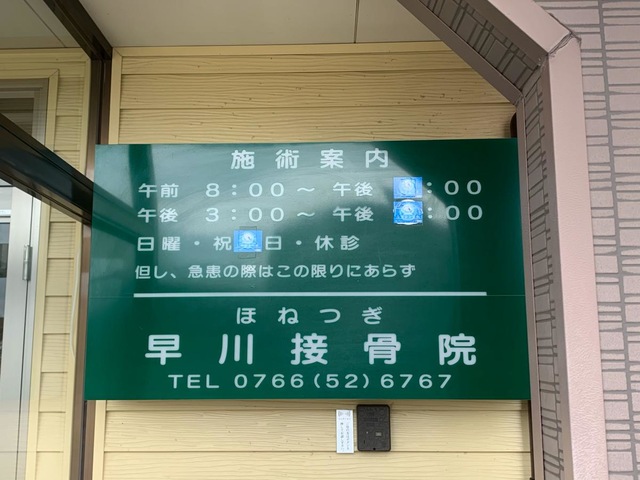 施術案内
午前 8:00～ 午後 :00
午後 3:00～ 午後 :00
日曜・祝 日・休診
但し、急患の際はこの限りにあらず
ほねつぎ
早川接骨院
TEL 0766(52)6767